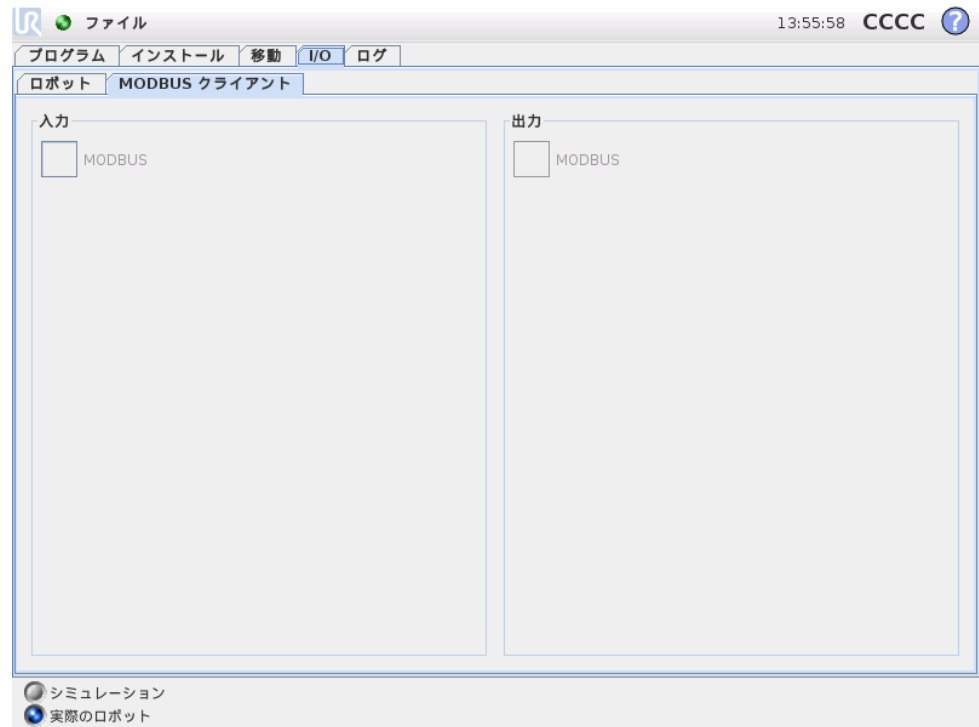 UR ファイル 13:55:58 CCCC ?
プログラム インストール 移動 I/O ログ
ロボット MODBUS クライアント
入力 出力
MODBUS MODBUS
シミュレーション
実際のロボット